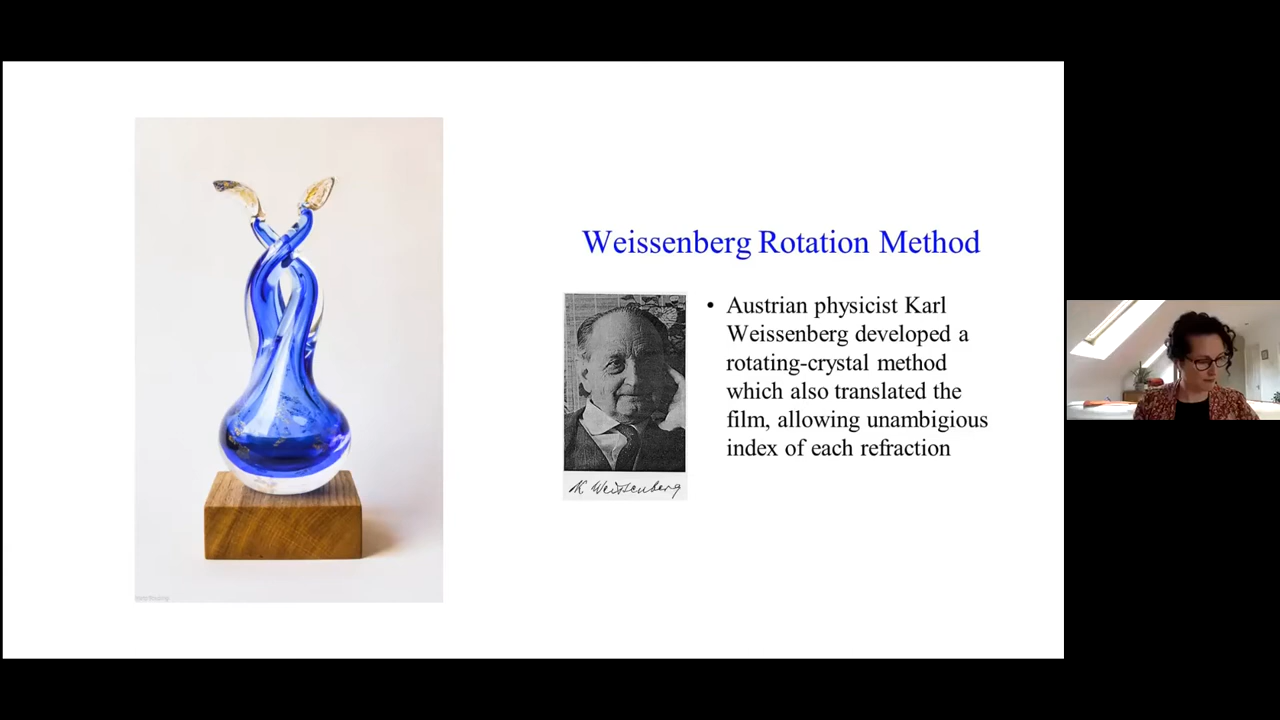 Weissenberg Rotation Method
• Austrian physicist Karl
Weissenberg developed a
rotating-crystal method
which also translated the
film, allowing unambigious
index of each refraction
K Weissenberg